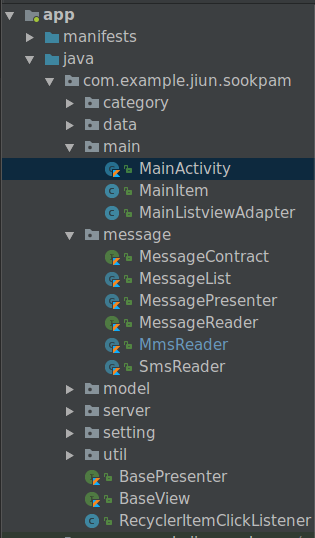 app
manifests
java
com.example.jiun.sookpam
category
data
main
MainActivity
MainItem
MainListviewAdapter
message
MessageContract
MessageList
MessagePresenter
MessageReader
MmsReader
SmsReader
model
server
setting
util
BasePresenter
BaseView
RecyclerItemClickListener